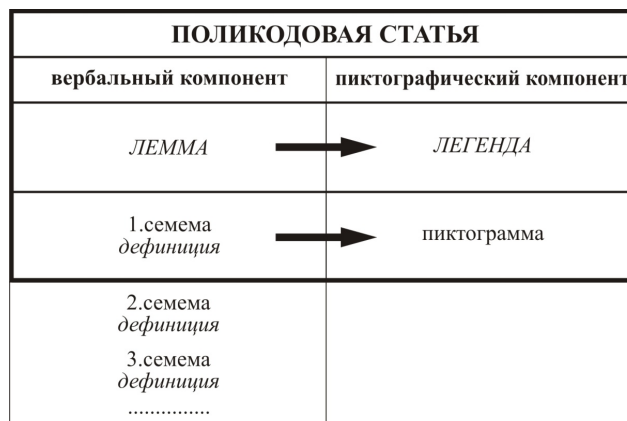 ПОЛИКОДОВАЯ СТАТЬЯ
вербальный компонент
пиктографический компонент
ЛЕММА
ЛЕГЕНДА
1.семема
дефиниция
пиктограмма
2.семема
дефиниция
3.семема
дефиниция
...............